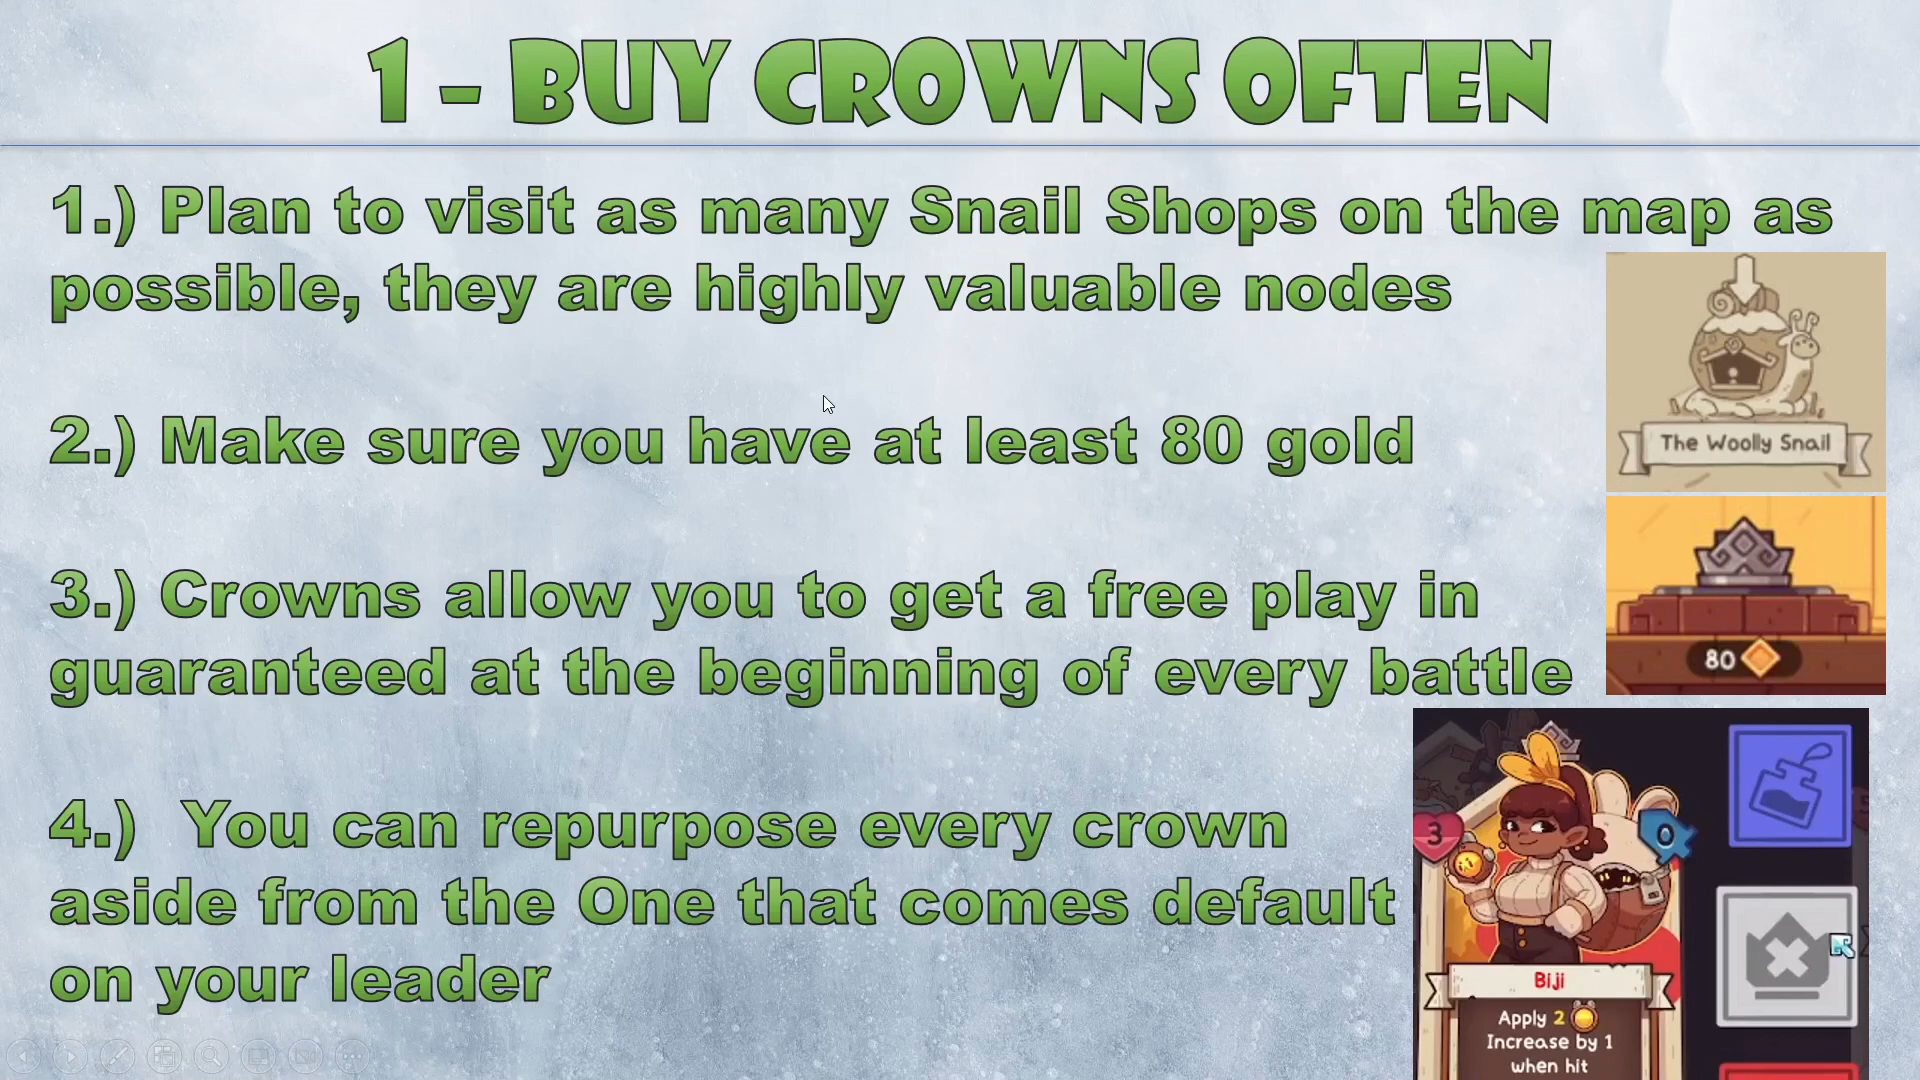 1 - BUY CROWNS OFTEN
1.) Plan to visit as many Snail Shops on the map as
possible, they are highly valuable nodes
The Woolly Snail
2.) Make sure you have at least 80 gold
3.) Crowns allow you to get a free play in
guaranteed at the beginning of every battle
80
4.) You can repurpose every crown
aside from the One that comes default
on your leader
3
0
Biji
Apply 2
Increase by 1
when hit